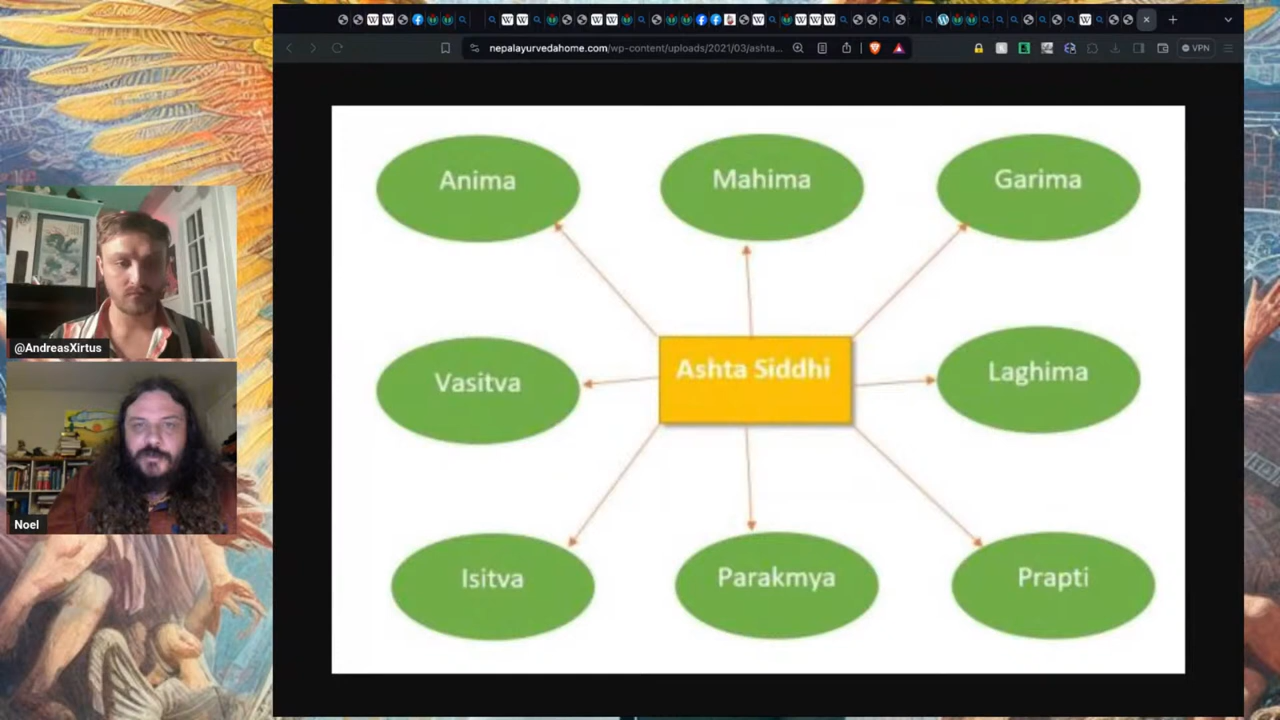 nepalayurvedahome.com/wp-content/uploads/2021/03/ashta...
VPN
Anima
Mahima
Garima
Vasitva
Ashta Siddhi
Laghima
Isitva
Parakmya
Prapti
@AndreasXirtus
Noel